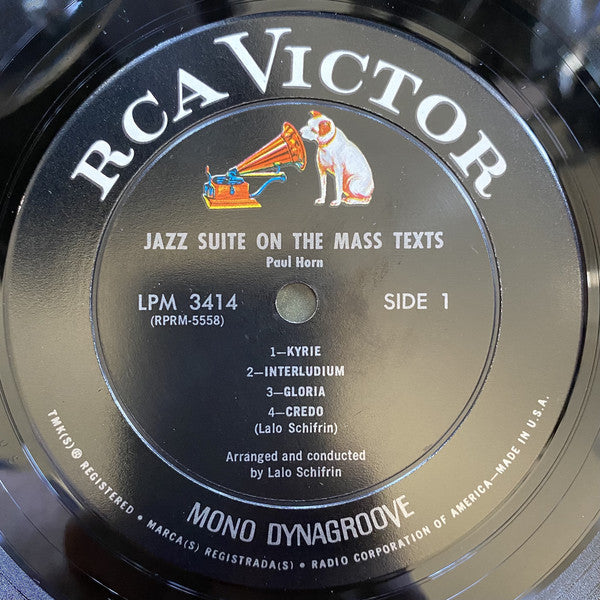 RCA VICTOR
JAZZ SUITE ON THE MASS TEXTS
Paul Horn
LPM 3414
(RPRM-5558)
SIDE 1
1—KYRIE
2—INTERLUDIUM
3—GLORIA
4—CREDO
(Lalo Schifrin)
Arranged and conducted
by Lalo Schifrin
MONO DYNAGROOVE
TMK(S) ® REGISTERED • MARCA(S) REGISTRADA(S) • RADIO CORPORATION OF AMERICA—MADE IN U.S.A.